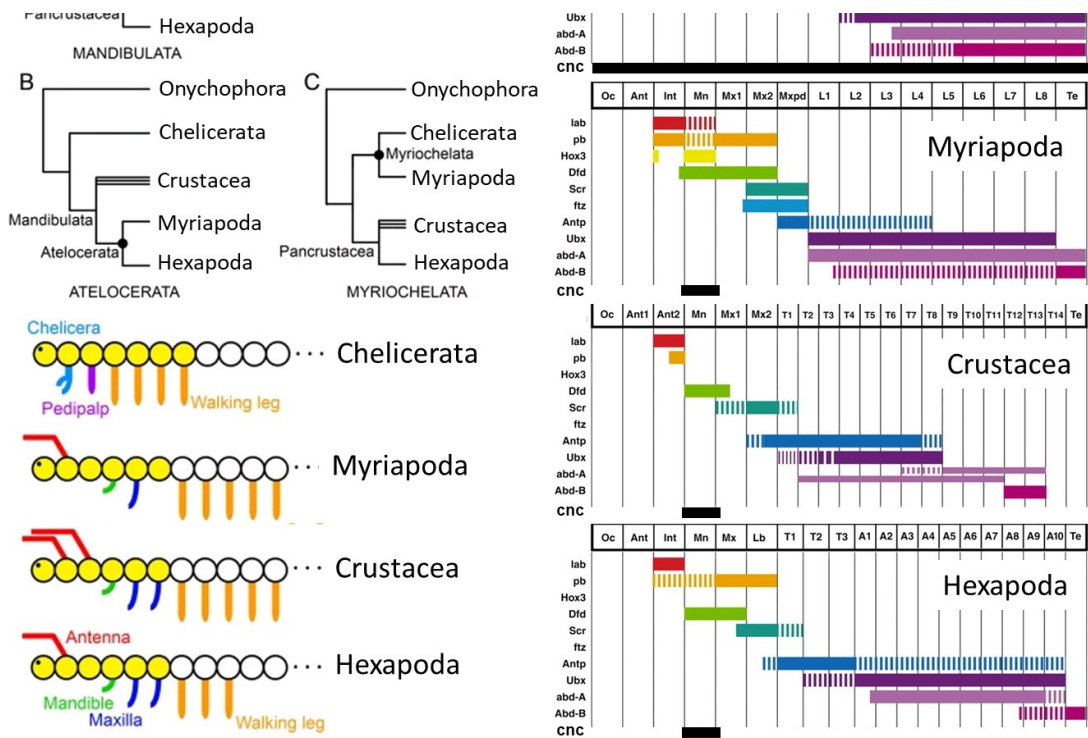 Pancrustacea
Hexapoda
MANDIBULATA
B
Onychophora
Chelicerata
Crustacea
Mandibulata
Myriapoda
Atelocerata
Hexapoda
ATELOCERATA
C
Onychophora
Chelicerata
Myriochelata
Myriapoda
Crustacea
Pancrustacea
Hexapoda
MYRIOCHELATA
Chelicera
Chelicerata
Pedipalp
Walking leg
Myriapoda
Crustacea
Antenna
Hexapoda
Mandible
Maxilla
Walking leg
Ubx
abd-A
Abd-B
cnc
Oc Ant Int Mn Mx1 Mx2 Mxpd L1 L2 L3 L4 L5 L6 L7 L8 Te
lab
pb
Myriapoda
Hox3
Dfd
Scr
ftz
Antp
Ubx
abd-A
Abd-B
cnc
Oc Ant1 Ant2 Mn Mx1 Mx2 T1 T2 T3 T4 T5 T6 T7 T8 T9 T10 T11 T12 T13 T14 Te
lab
pb
Crustacea
Hox3
Dfd
Scr
ftz
Antp
Ubx
abd-A
Abd-B
cnc
Oc Ant Int Mn Mx Lb T1 T2 T3 A1 A2 A3 A4 A5 A6 A7 A8 A9 A10 Te
lab
pb
Hexapoda
Hox3
Dfd
Scr
ftz
Antp
Ubx
abd-A
Abd-B
cnc